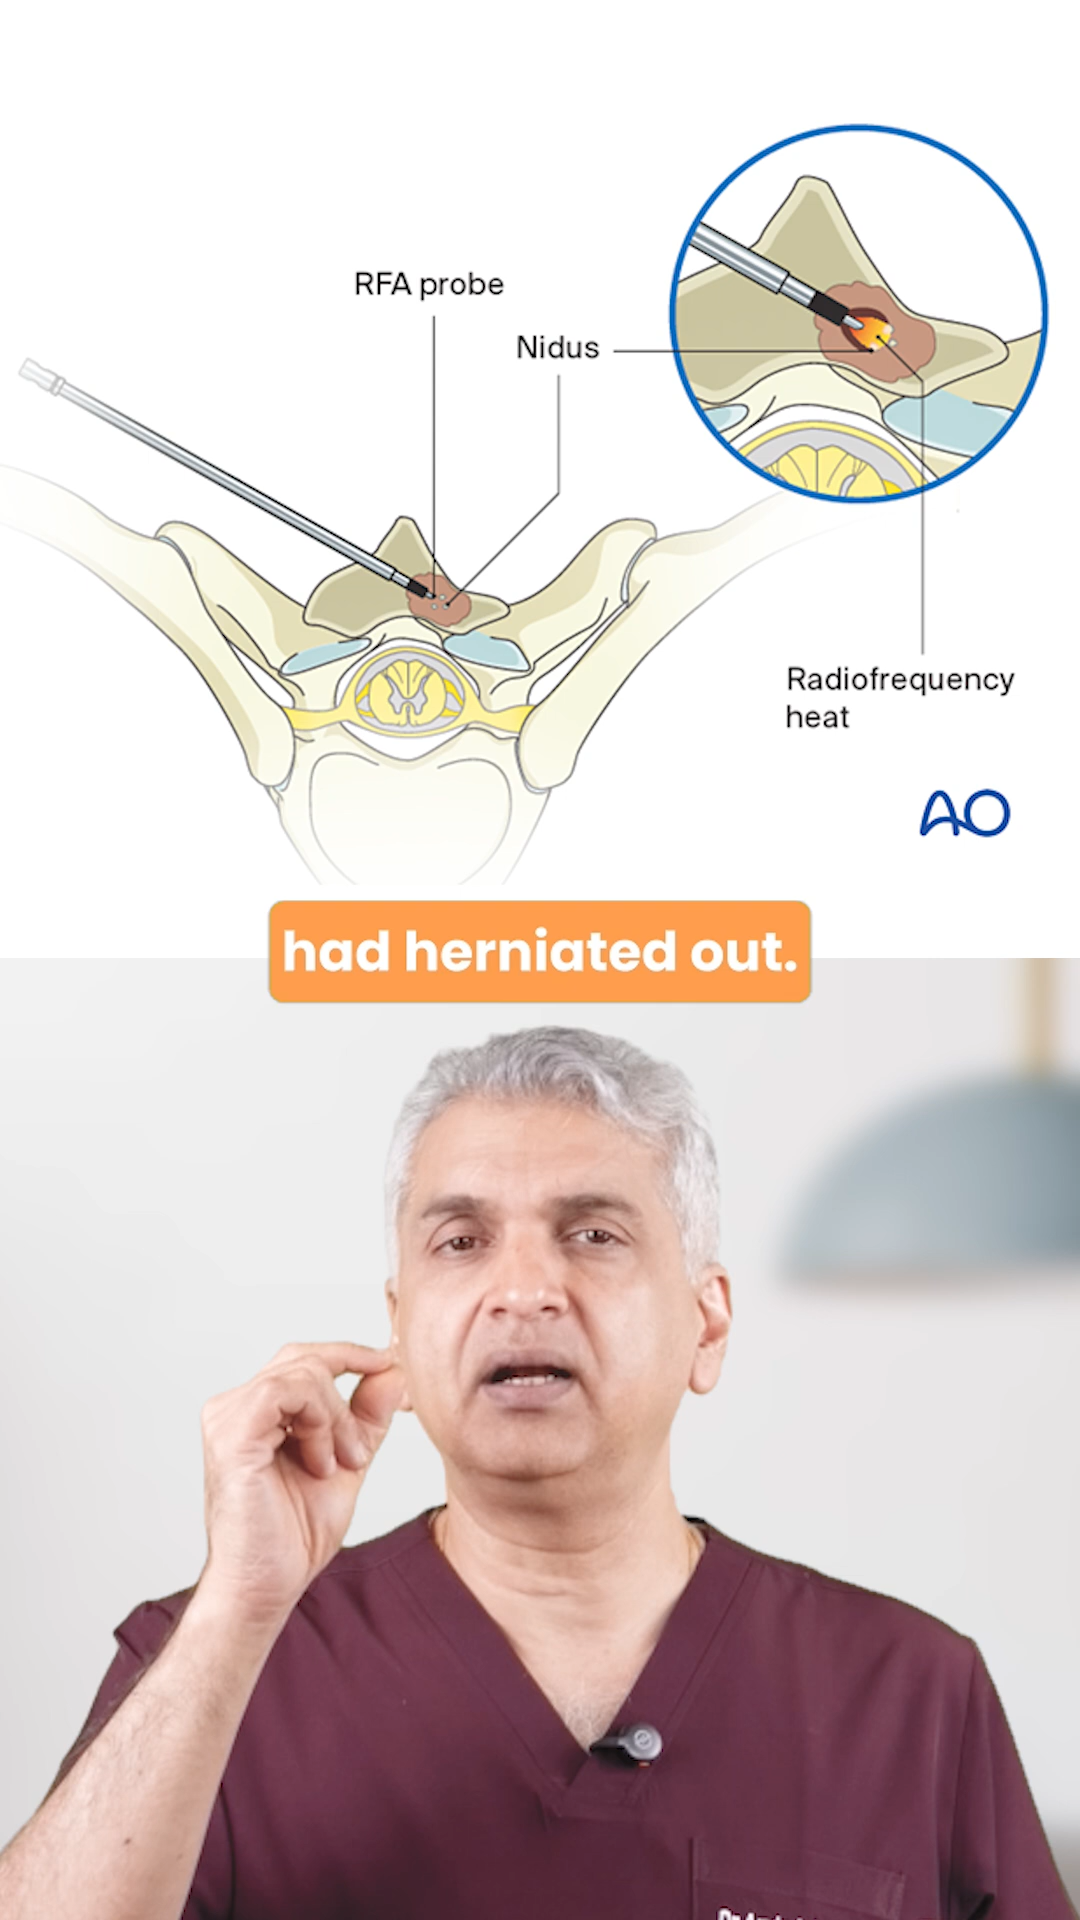 RFA probe
Nidus
Radiofrequency
heat
AO
had herniated out.